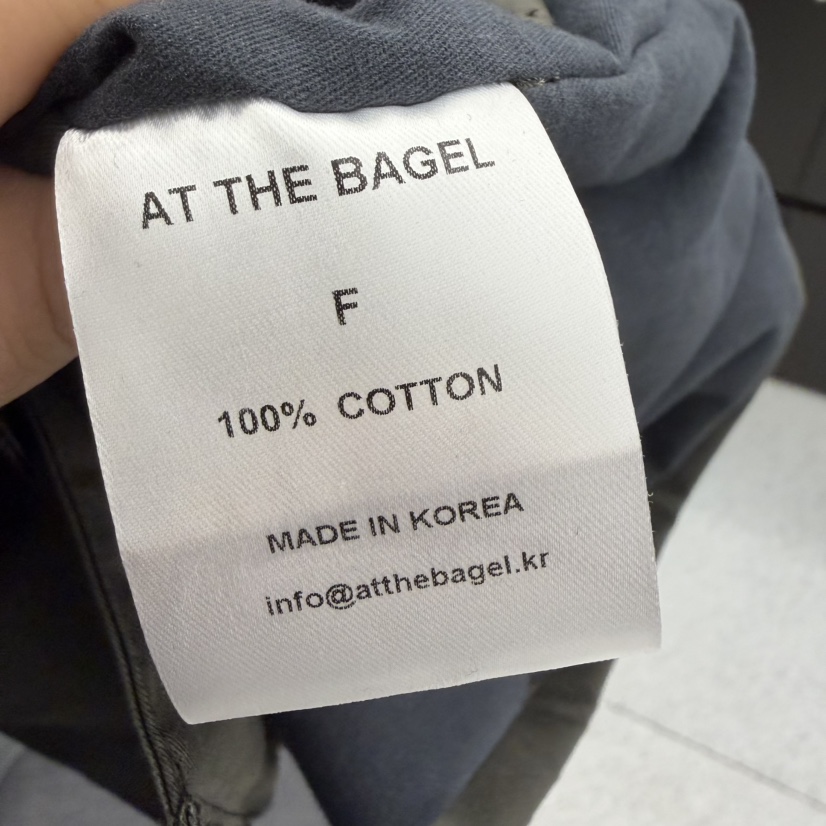 AT THE BAGEL
F
100% COTTON
MADE IN KOREA
info@atthebagel.kr